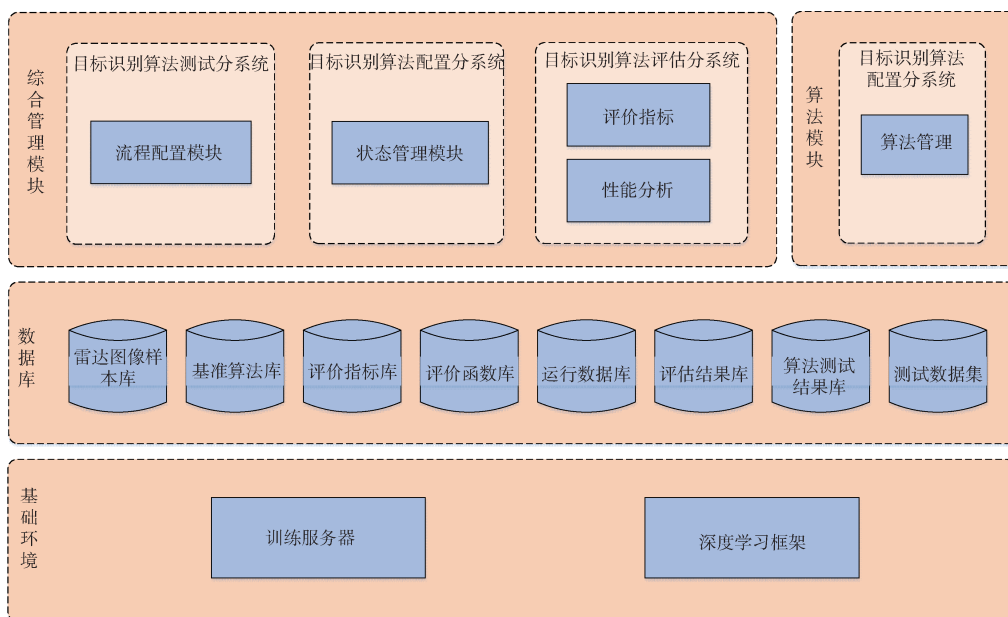 综合管理模块
目标识别算法测试分系统
流程配置模块
目标识别算法配置分系统
状态管理模块
目标识别算法评估分系统
评价指标
性能分析
算法模块
目标识别算法
配置分系统
算法管理
数据库
雷达图像样
本库
基准算法库
评价指标库
评价函数库
运行数据库
评估结果库
算法测试
结果库
测试数据集
基础环境
训练服务器
深度学习框架